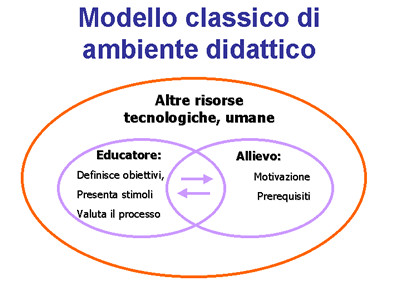 Modello classico di
ambiente didattico
Altre risorse
tecnologiche, umane
Educatore:
Definisce obiettivi,
Presenta stimoli
Valuta il processo
Allievo:
Motivazione
Prerequisiti